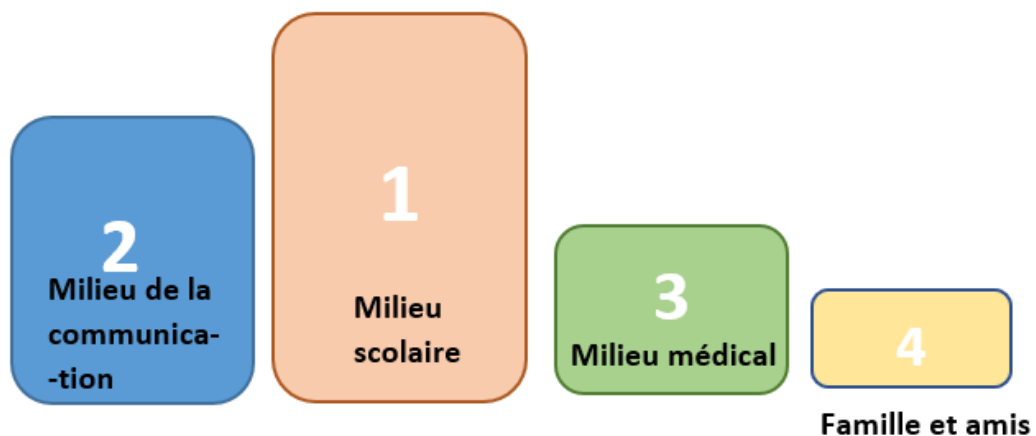 2
Milieu de la
communica-
-tion
1
Milieu
scolaire
3
Milieu médical
4
Famille et amis